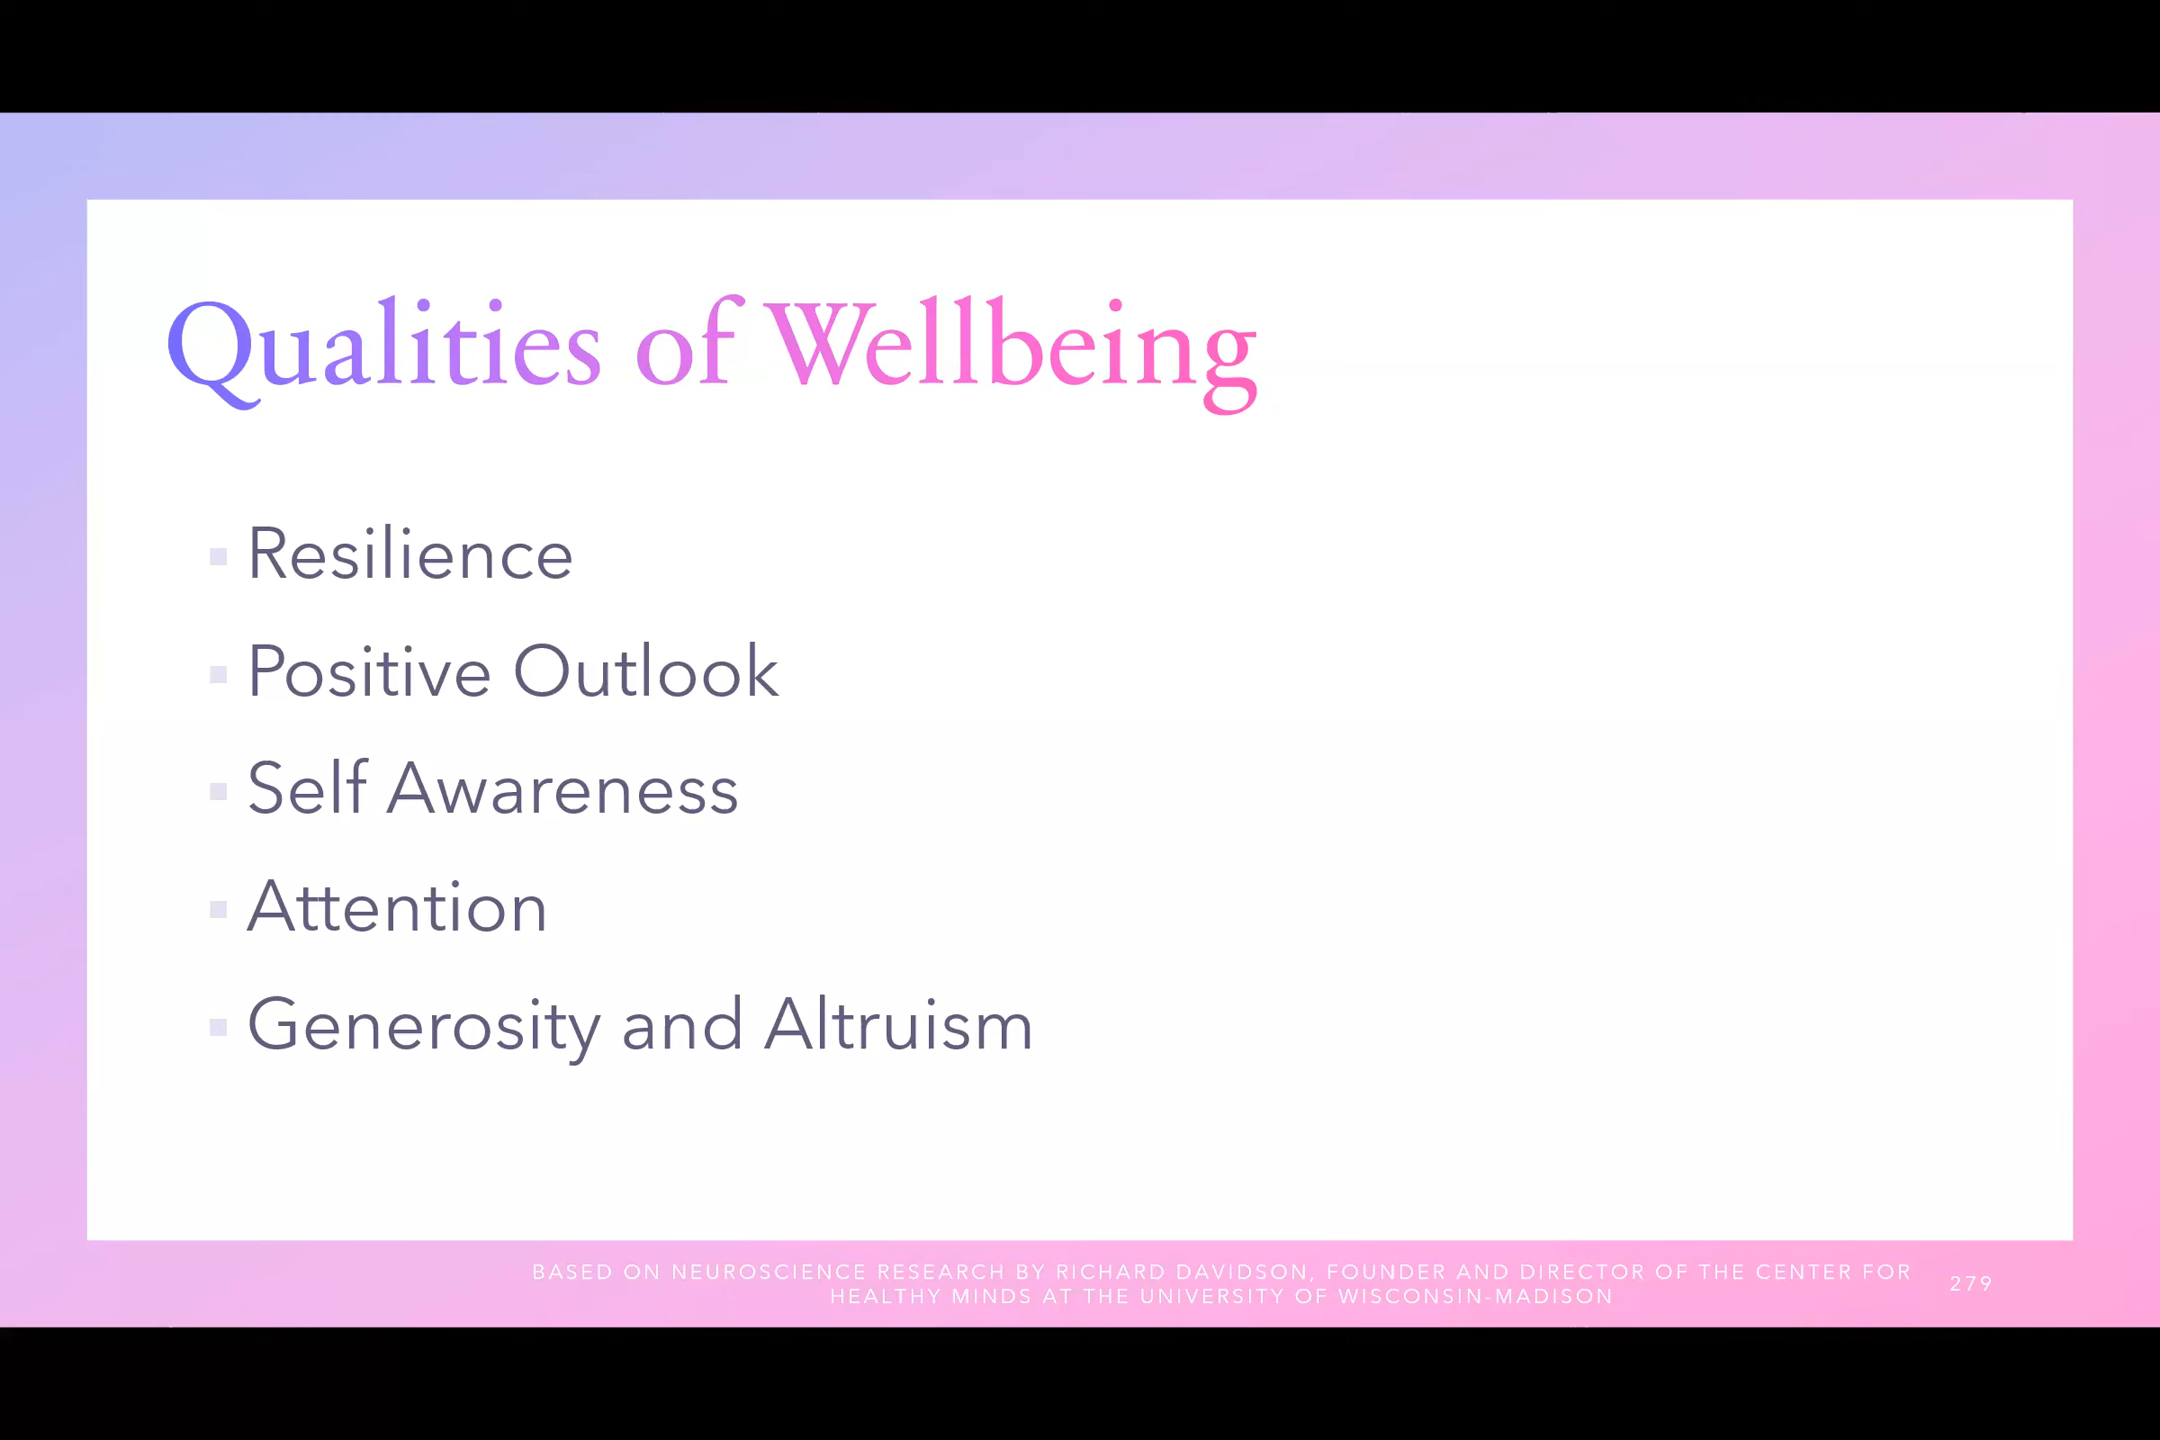 Qualities of Wellbeing
Resilience
Positive Outlook
Self Awareness
Attention
Generosity and Altruism
BASED ON NEUROSCIENCE RESEARCH BY RICHARD DAVIDSON, FOUNDER AND DIRECTOR OF THE CENTER FOR
HEALTHY MINDS AT THE UNIVERSITY OF WISCONSIN-MADISON
279